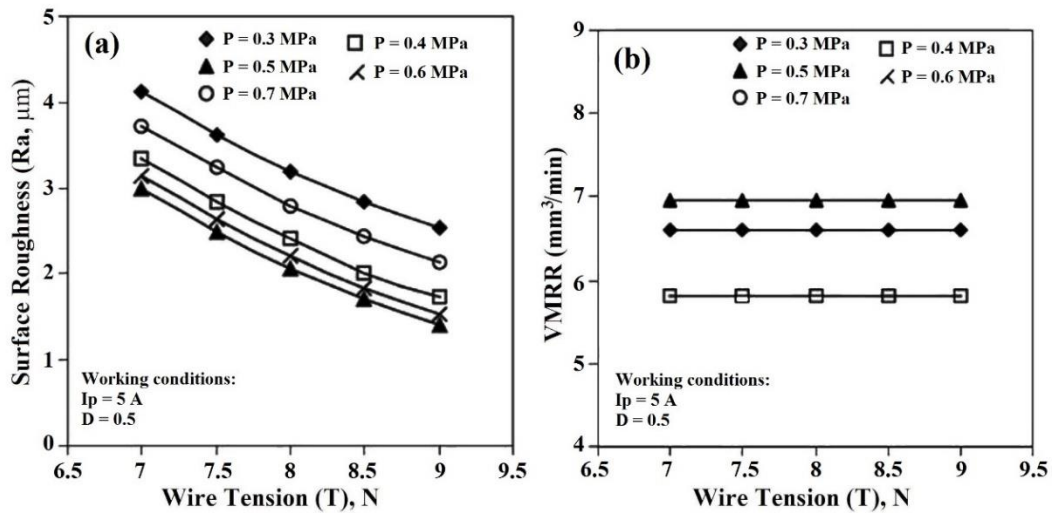 (a)
P = 0.3 MPa
P = 0.4 MPa
P = 0.5 MPa
P = 0.6 MPa
P = 0.7 MPa
5
4
3
2
1
0
Surface Roughness (Ra, μm)
Working conditions:
Ip = 5 A
D = 0.5
6.5 7 7.5 8 8.5 9 9.5
Wire Tension (T), N
(b)
P = 0.3 MPa
P = 0.4 MPa
P = 0.5 MPa
P = 0.6 MPa
P = 0.7 MPa
9
8
7
6
5
4
VMRR (mm³/min)
Working conditions:
Ip = 5 A
D = 0.5
6.5 7 7.5 8 8.5 9 9.5
Wire Tension (T), N